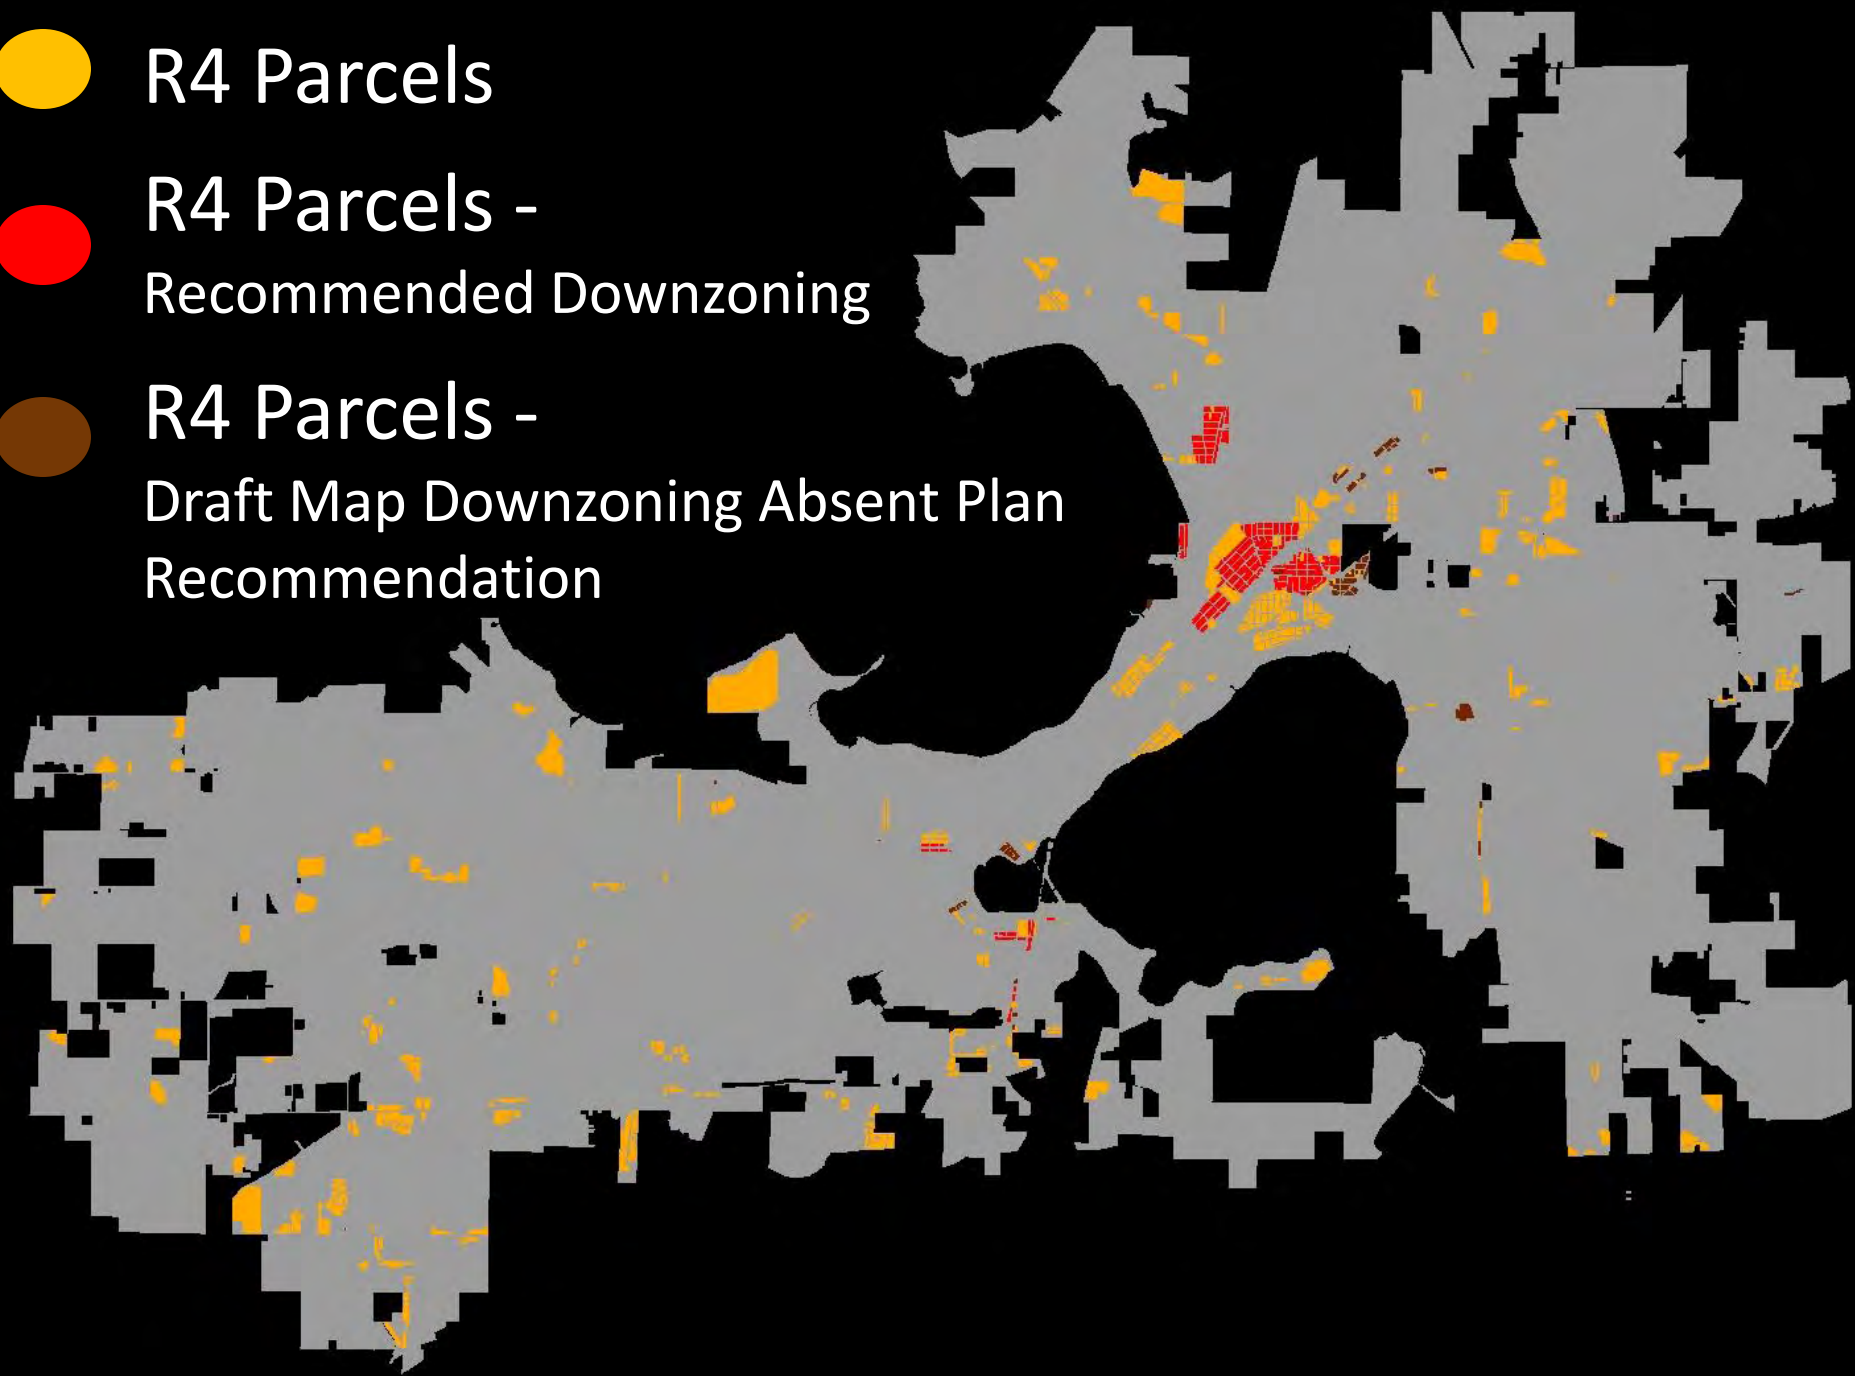 R4 Parcels
R4 Parcels -
Recommended Downzoning
R4 Parcels -
Draft Map Downzoning Absent Plan
Recommendation